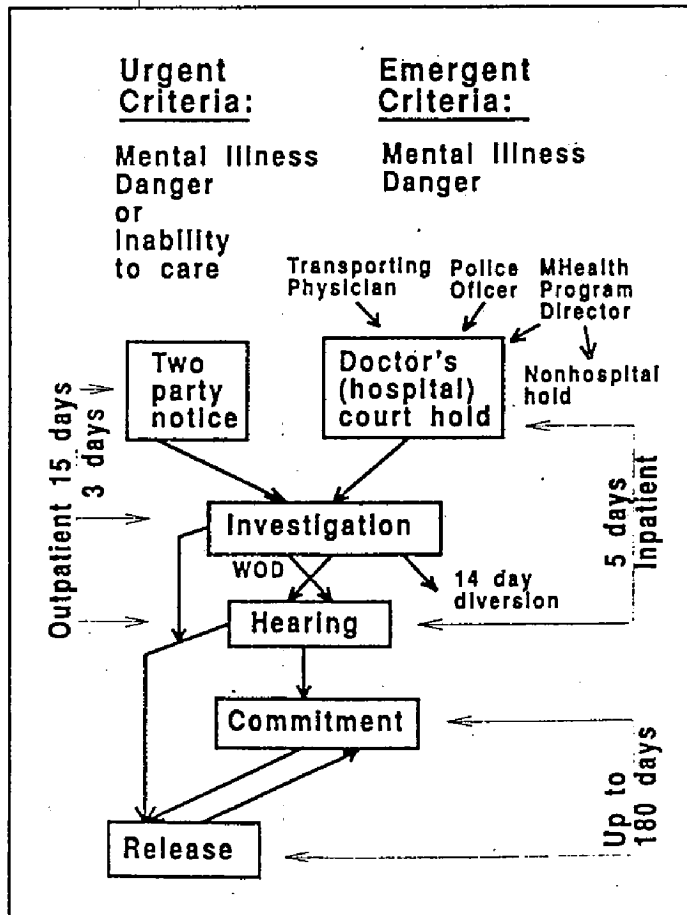 Urgent
Criteria:
Emergent
Criteria:
Mental Illness
Danger
or
Inability
to care
Mental Illness
Danger
Transporting
Physician
Police
Oficer
MHealth
Program
Director
Nonhospital
hold
Two
party
notice
Doctor's
(hospital)
court hold
Outpatient 15 days
3 days
5 days
Inpatient
Investigation
WOD
14 day
diversion
Hearing
Commitment
Up to
180 days
Release